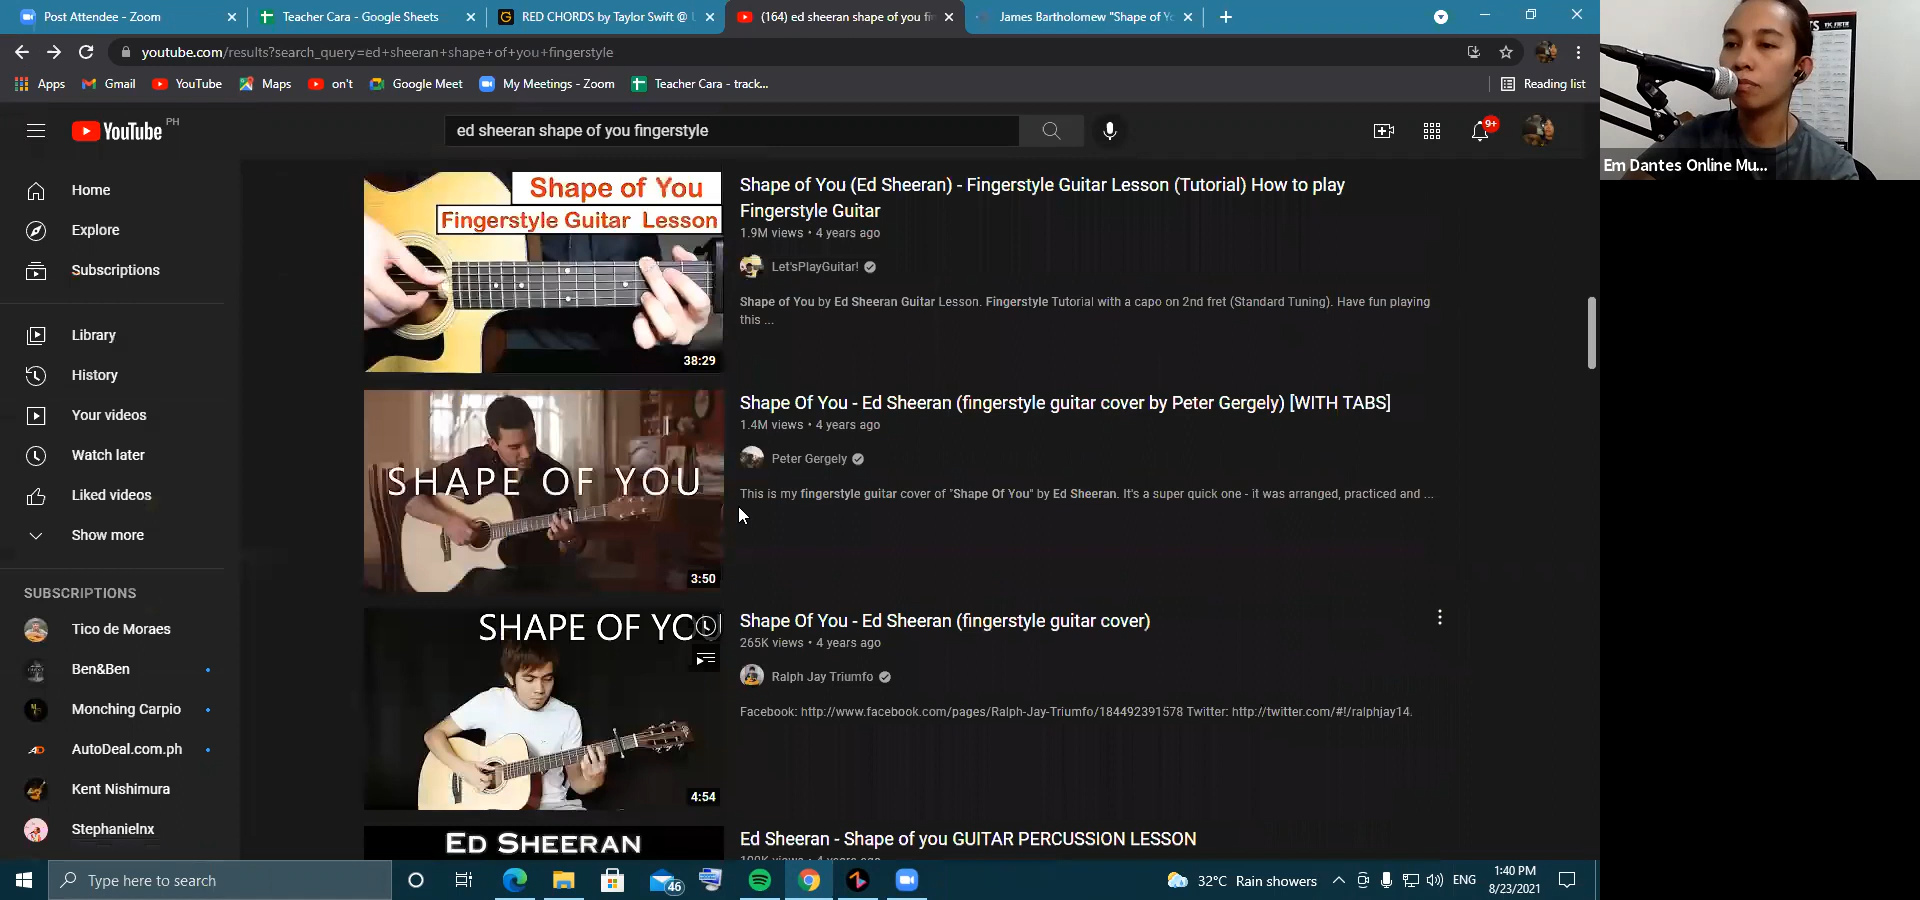 Post Attendee - Zoom
Teacher Cara - Google Sheets
RED CHORDS by Taylor Swift @
(164) ed sheeran shape of you fi
James Bartholomew "Shape of Yo
youtube.com/results?search_query=ed+sheeran+shape+of+you+fingerstyle
Apps
Gmail
YouTube
Maps
on't
Google Meet
My Meetings - Zoom
Teacher Cara - track...
Reading list
YouTube PH
ed sheeran shape of you fingerstyle
9+
Em Dantes Online Mu...
Home
Explore
Subscriptions
Library
History
Your videos
Watch later
Liked videos
Show more
SUBSCRIPTIONS
Tico de Moraes
Ben&Ben
Monching Carpio
AutoDeal.com.ph
Kent Nishimura
Stephanielnx
Shape of You
Fingerstyle Guitar Lesson
38:29
Shape of You (Ed Sheeran) - Fingerstyle Guitar Lesson (Tutorial) How to play
Fingerstyle Guitar
1.9M views • 4 years ago
Let'sPlayGuitar!
Shape of You by Ed Sheeran Guitar Lesson. Fingerstyle Tutorial with a capo on 2nd fret (Standard Tuning). Have fun playing
this ...
SHAPE OF YOU
3:50
Shape Of You - Ed Sheeran (fingerstyle guitar cover by Peter Gergely) [WITH TABS]
1.4M views • 4 years ago
Peter Gergely
This is my fingerstyle guitar cover of "Shape Of You" by Ed Sheeran. It's a super quick one - it was arranged, practiced and ...
SHAPE OF YOU
4:54
Shape Of You - Ed Sheeran (fingerstyle guitar cover)
265K views • 4 years ago
Ralph Jay Triumfo
Facebook: http://www.facebook.com/pages/Ralph-Jay-Triumfo/184492391578 Twitter: http://twitter.com/#!/ralphjay14.
ED SHEERAN
Ed Sheeran - Shape of you GUITAR PERCUSSION LESSON
Type here to search
46
32°C Rain showers
ENG
1:40 PM
8/23/2021